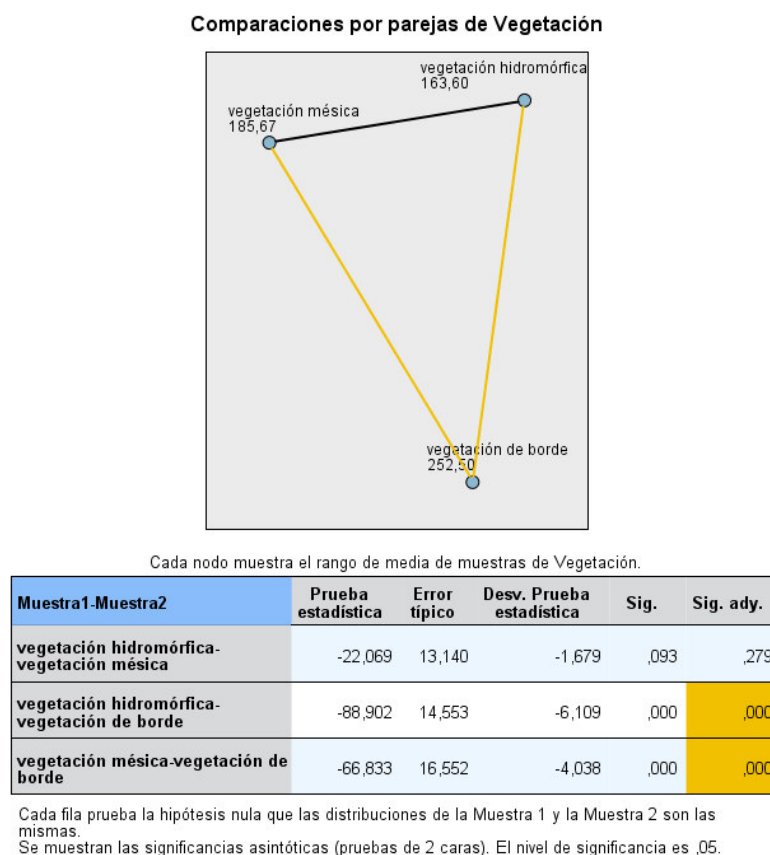 Comparaciones por parejas de Vegetación
vegetación hidromórfica
163,60
vegetación mésica
185,67
vegetación de borde
252,50
Cada nodo muestra el rango de media de muestras de Vegetación.
Muestra1-Muestra2 Prueba estadística Error típico Desv. Prueba estadística Sig. Sig. ady.
vegetación hidromórfica-
vegetación mésica -22,069 13,140 -1,679 ,093 ,279
vegetación hidromórfica-
vegetación de borde -88,902 14,553 -6,109 ,000 ,000
vegetación mésica-vegetación de
borde -66,833 16,552 -4,038 ,000 ,000
Cada fila prueba la hipótesis nula que las distribuciones de la Muestra 1 y la Muestra 2 son las
mismas.
Se muestran las significancias asintóticas (pruebas de 2 caras). El nivel de significancia es ,05.